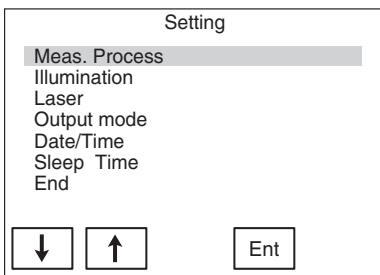 Setting
Meas. Process
Illumination
Laser
Output mode
Date/Time
Sleep Time
End
↓ ↑ Ent